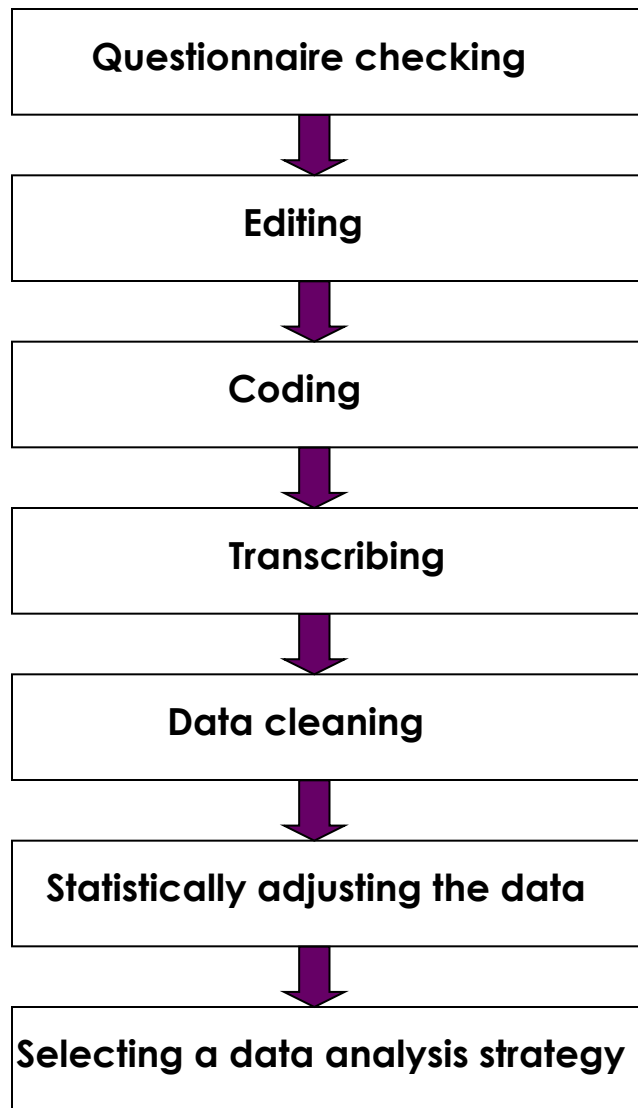 Questionnaire checking
Editing
Coding
Transcribing
Data cleaning
Statistically adjusting the data
Selecting a data analysis strategy